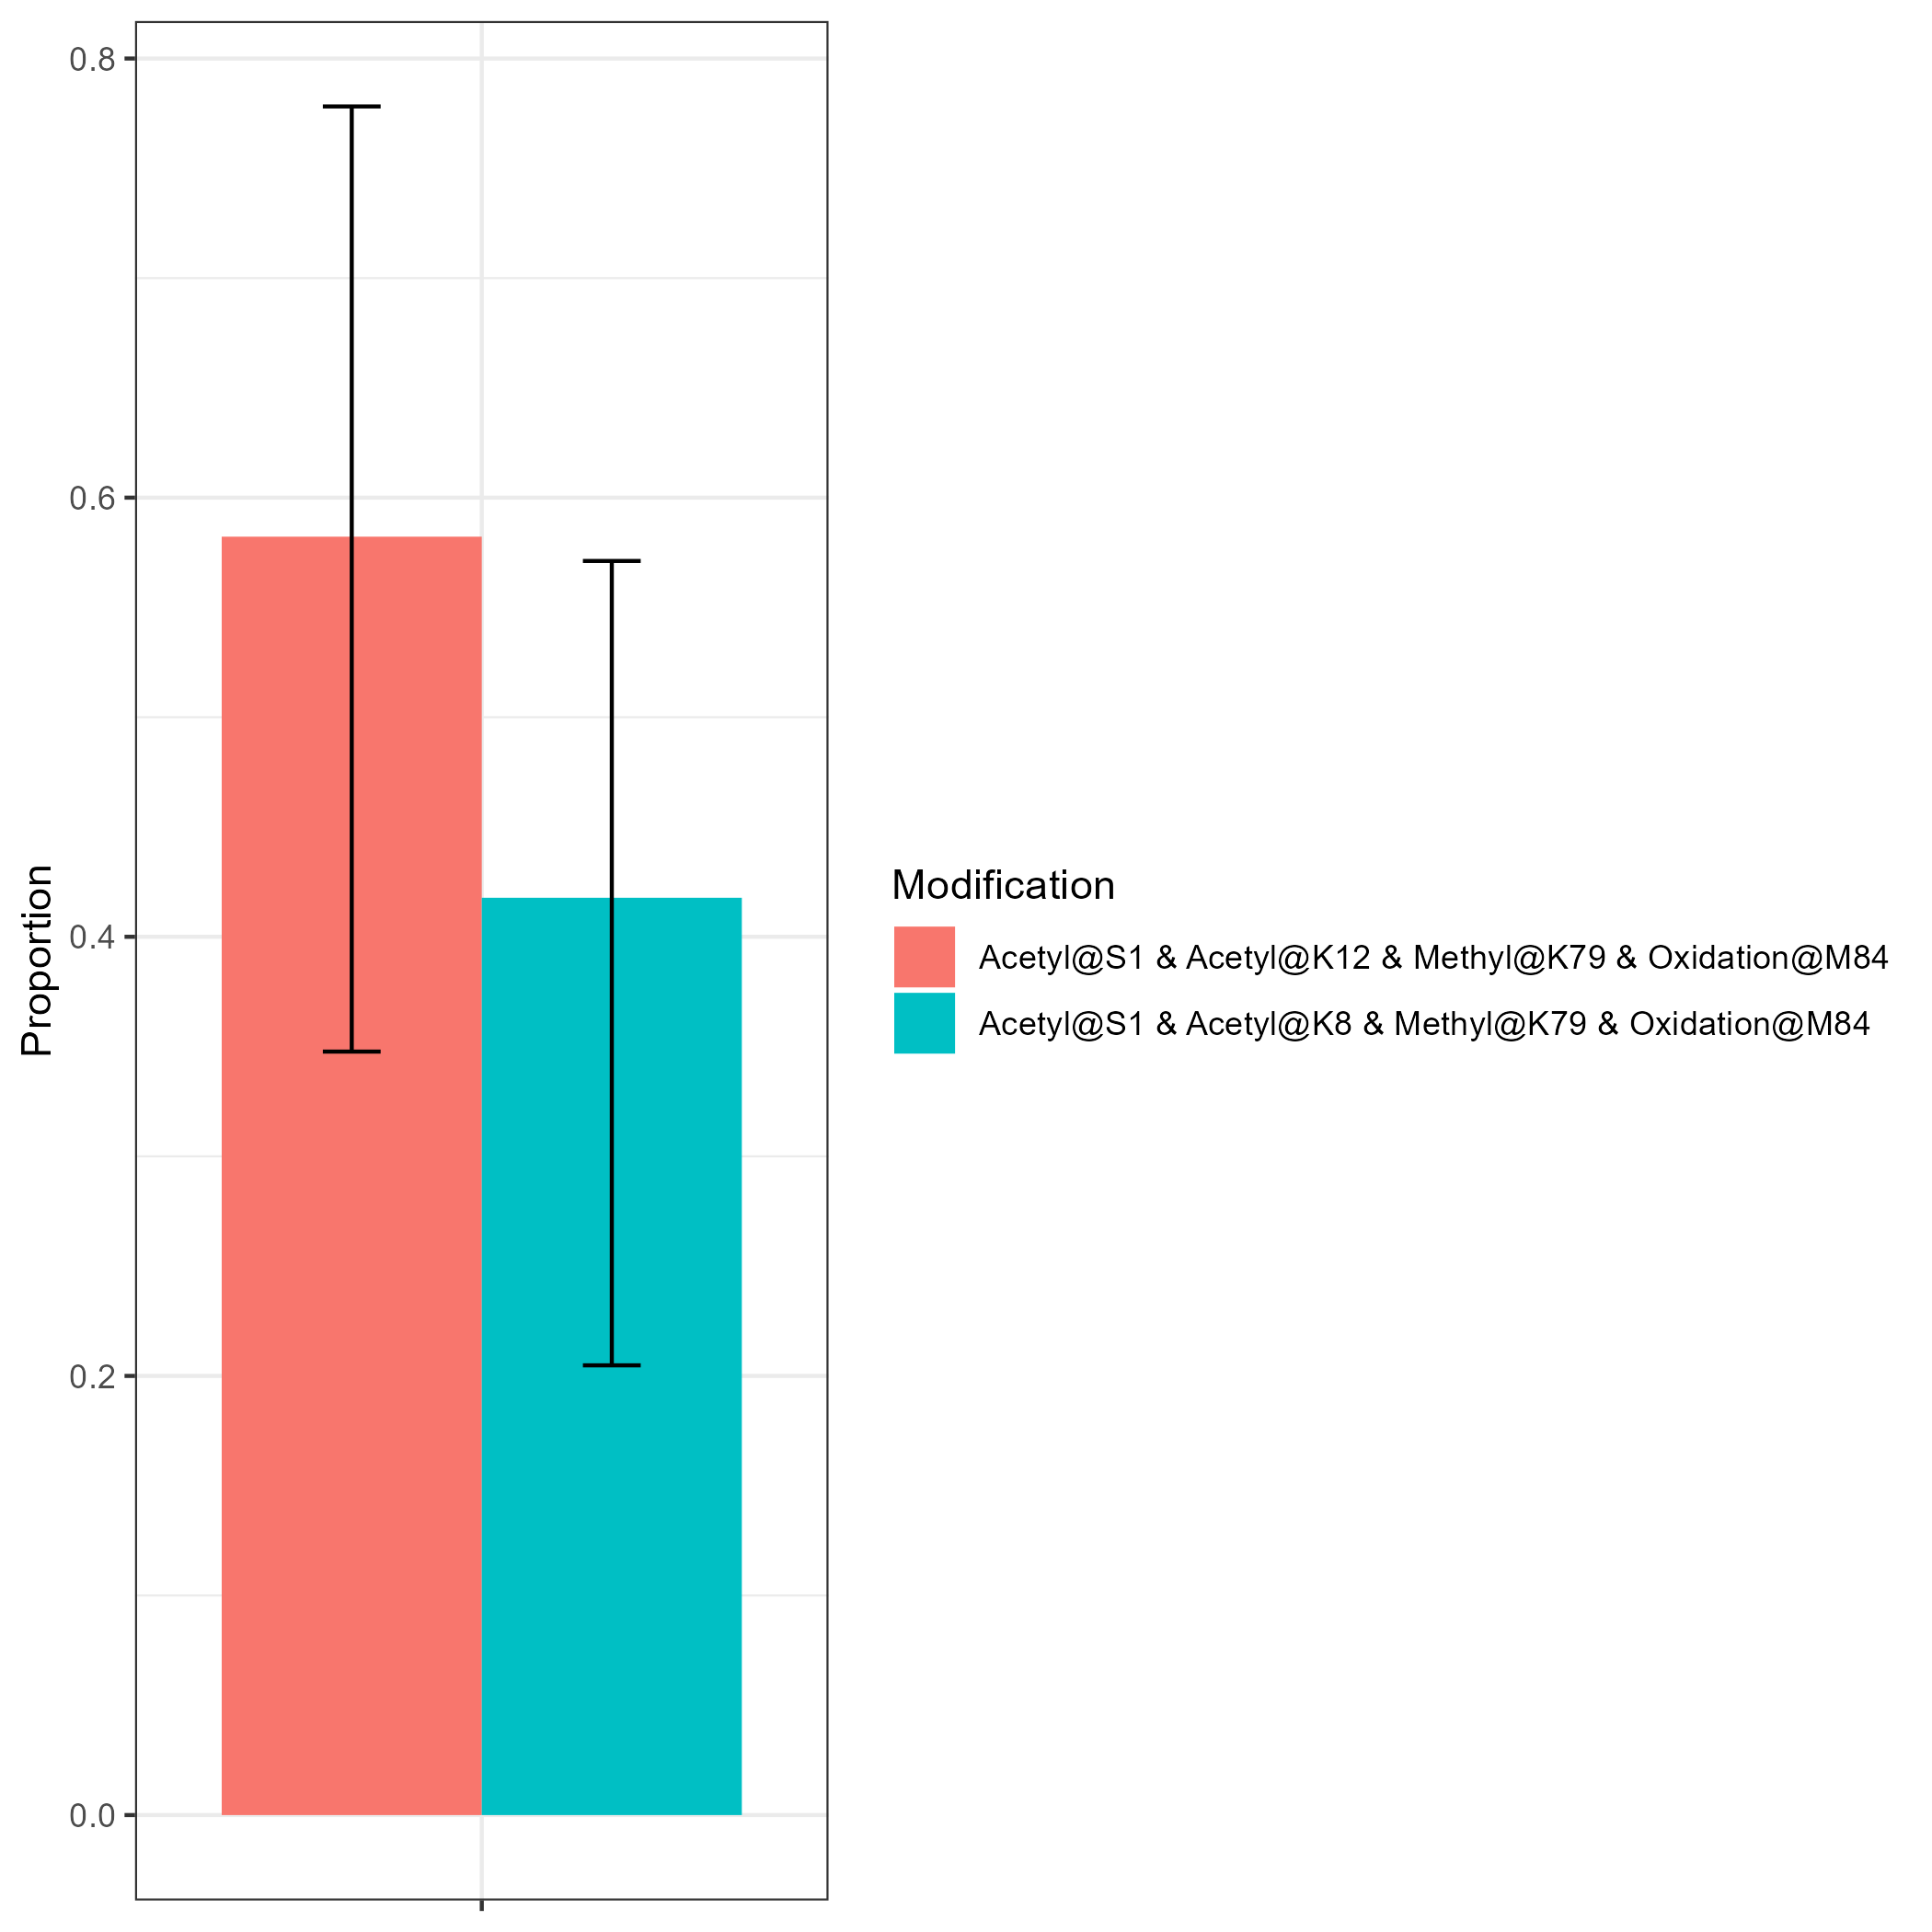 0.8
0.6
0.4
0.2
0.0
Proportion
Modification
Acetyl@S1 & Acetyl@K12 & Methyl@K79 & Oxidation@M84
Acetyl@S1 & Acetyl@K8 & Methyl@K79 & Oxidation@M84